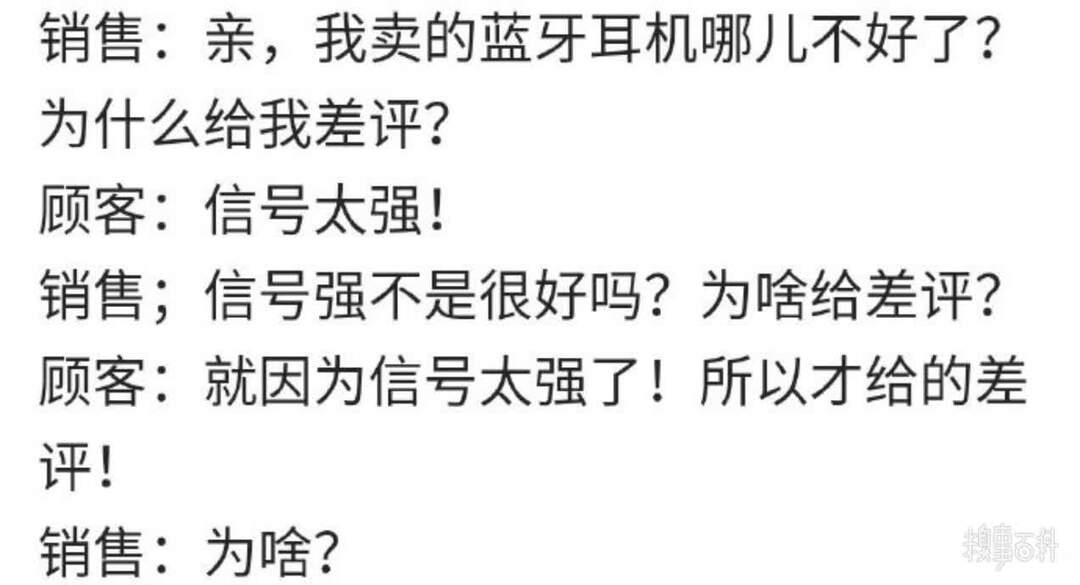 销售：亲，我卖的蓝牙耳机哪儿不好了？
为什么给我差评？
顾客：信号太强！
销售；信号强不是很好吗？为啥给差评？
顾客：就因为信号太强了！所以才给的差
评！
销售：为啥？
糗事百科